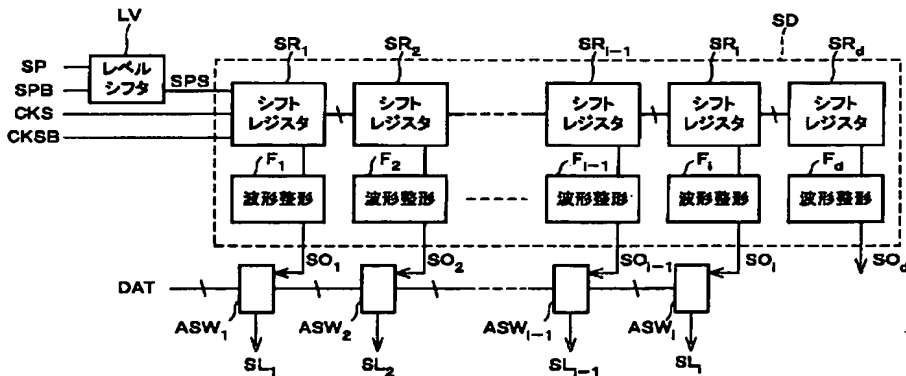 LV
SP
SPB
CKS
CKSB
レベル
シフタ
SPS
SD
SR1
SR2
SRi-1
SRi
SRd
シフト
レジスタ
シフト
レジスタ
シフト
レジスタ
シフト
レジスタ
シフト
レジスタ
F1
F2
Fi-1
Fi
Fd
波形整形
波形整形
波形整形
波形整形
波形整形
SO1
SO2
SOi-1
SOi
SOd
DAT
ASW1
ASW2
ASWi-1
ASWi
SL1
SL2
SLi-1
SLi